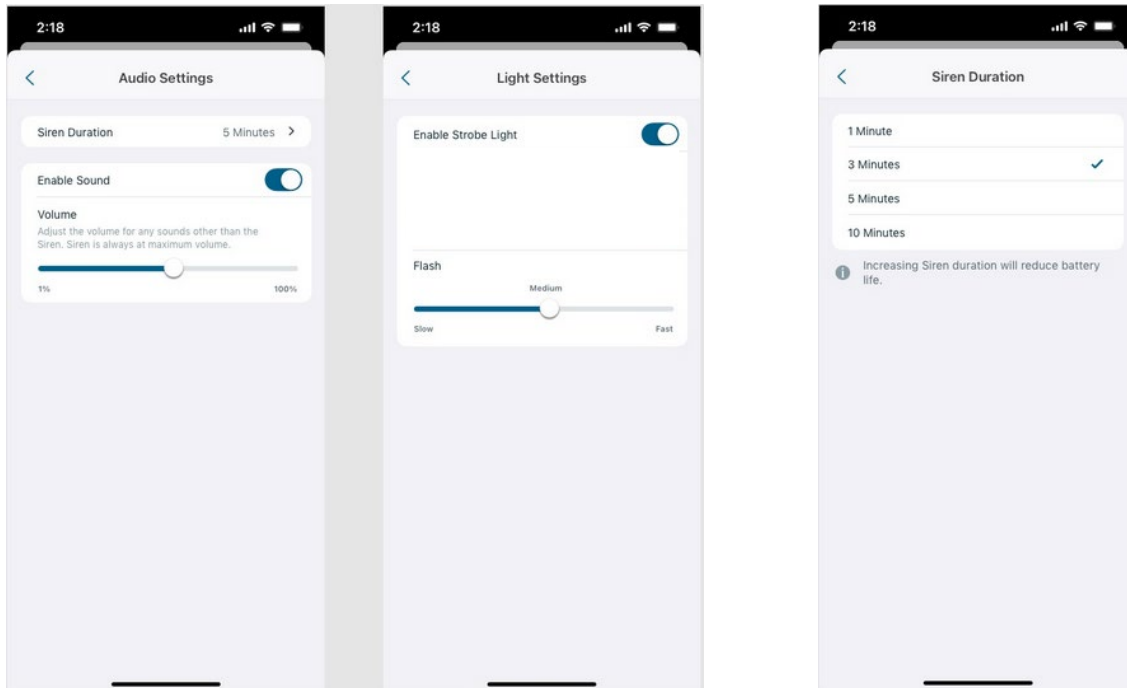 2:18
Audio Settings
Siren Duration 5 Minutes
Enable Sound
Volume
Adjust the volume for any sounds other than the
Siren. Siren is always at maximum volume.
1% 100%
2:18
Light Settings
Enable Strobe Light
Flash
Medium
Slow Fast
2:18
Siren Duration
1 Minute
3 Minutes
5 Minutes
10 Minutes
Increasing Siren duration will reduce battery
life.